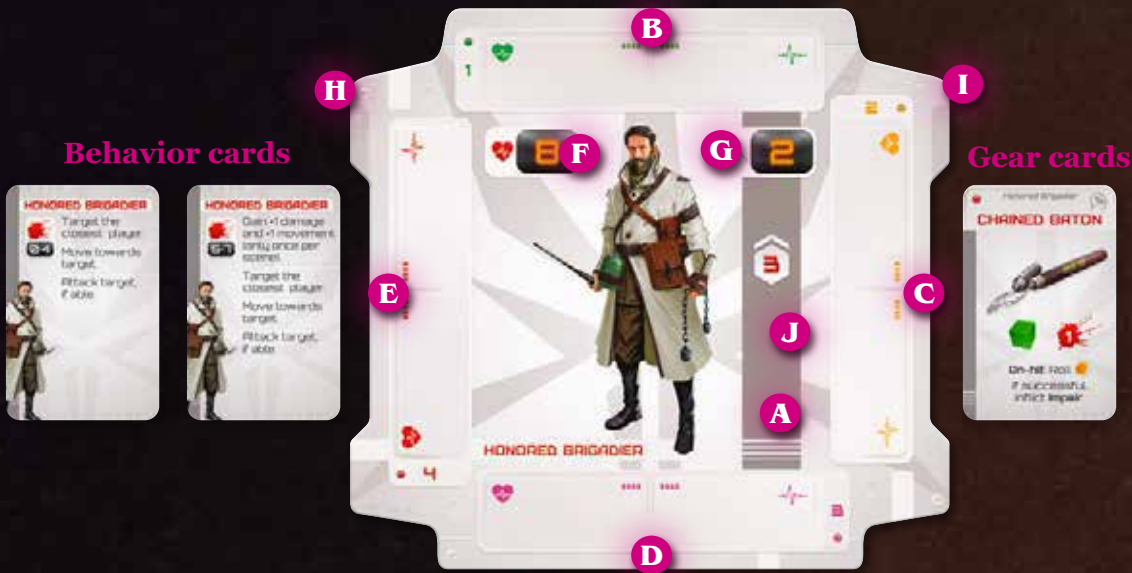 B
1
H
I
2
Behavior cards
Gear cards
8
F
G
2
HONORED BRIGADIER
Target the
closest player
0-4
Move towards
target.
Attack target,
if able
HONORED BRIGADIER
Gain +1 damage
and +1 movement
(only once per
scene).
5-7
Target the
closest player
Move towards
target
Attack target,
if able
Honored Brigadier
CHAINED BATON
1
On-hit: Roll
if successful,
inflict Impair
3
E
C
J
A
HONORED BRIGADIER
4
3
D